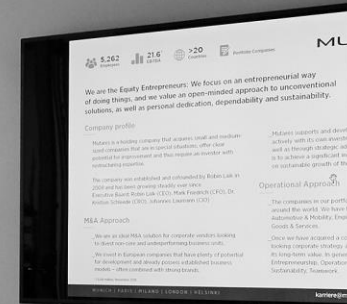 MU
5,262
Employees
21.6
EBITDA
>20
Countries
Portfolio Companies
We are the Equity Entrepreneurs: We focus on an entrepreneurial way
of doing things, and we value an open-minded approach to unconventional
solutions, as well as personal dedication, dependability and sustainability.
Company profile
Mutares is a holding company that acquires small and medium-
sized companies that are in special situations, offer clear
potential for improvement and thus require an investor with
restructuring expertise.
The company was established and cofounded by Robin Laik in
2008 and has been growing steadily ever since.
Executive Board: Robin Laik (CEO), Mark Friedrich (CFO), Dr.
Kristian Schleede (CRO), Johannes Laumann (CIO)
M&A Approach
We are an ideal M&A solution for corporate vendors looking
to divest non-core and underperforming business units.
We invest in European companies that have plenty of potential
for development and already possess established business
models – often combined with strong brands.
Mutares supports and devel
actively with its own investm
well as through strategic ad
is to achieve a significant im
on sustainable growth of th
Operational Approach
The companies in our portfo
around the world. We have
Automotive & Mobility, Engi
Goods & Services.
Once we have acquired a co
looking corporate strategy a
its long-term value. In gene
Entrepreneurship, Operation
Sustainability, Teamwork
MUNICH | PARIS | MILANO | LONDON | HELSINKI
karriere@m